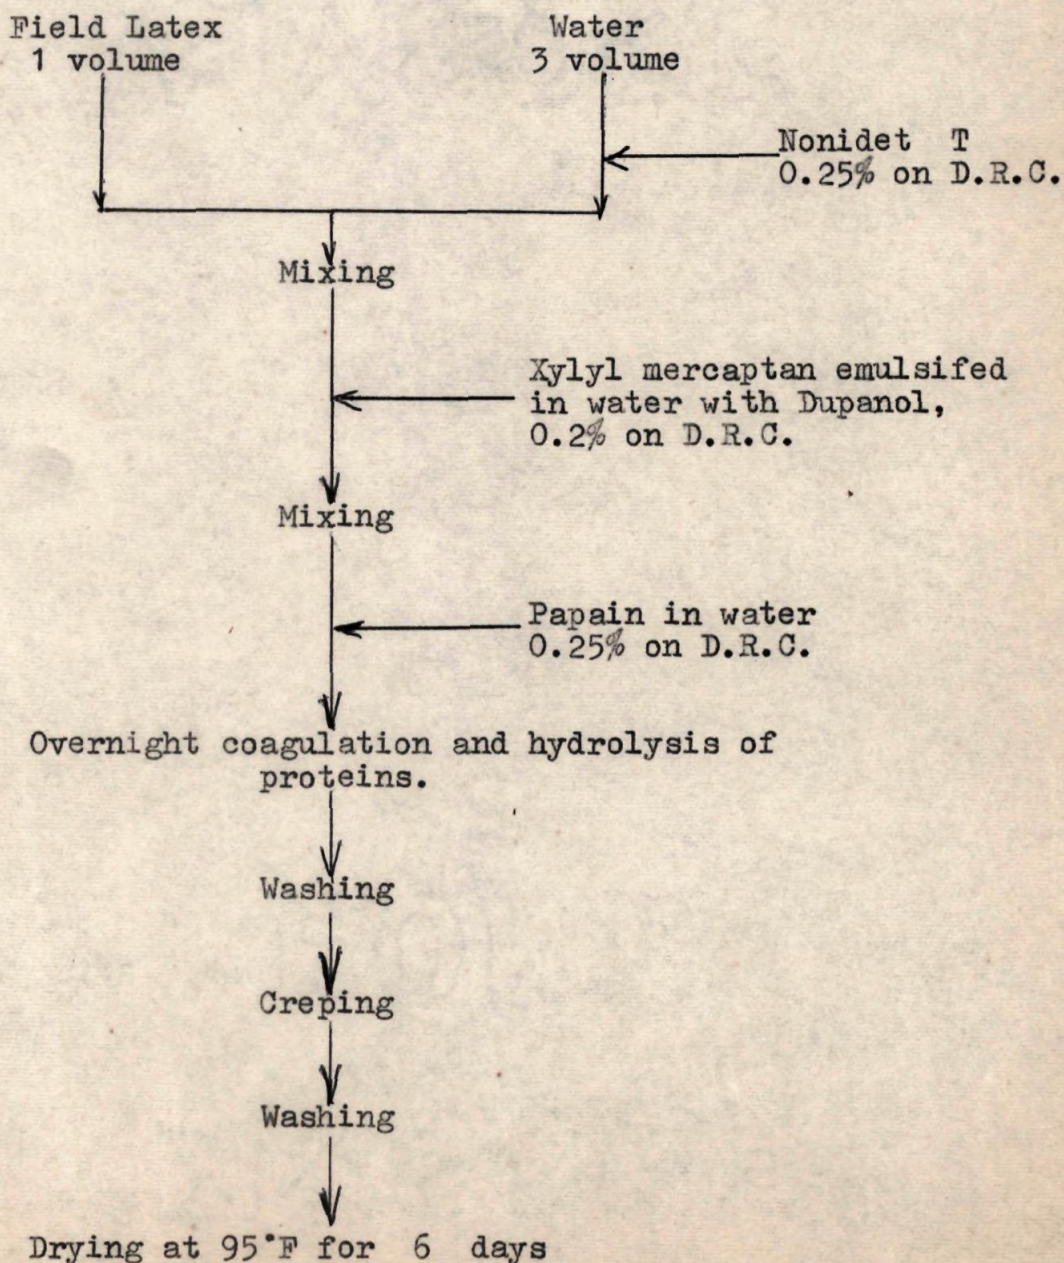 Field Latex
1 volume
Water
3 volume
Nonidet T
0.25% on D.R.C.
Mixing
Xylyl mercaptan emulsifed
in water with Dupanol,
0.2% on D.R.C.
Mixing
Papain in water
0.25% on D.R.C.
Overnight coagulation and hydrolysis of
proteins.
Washing
Creping
Washing
Drying at 95°F for 6 days